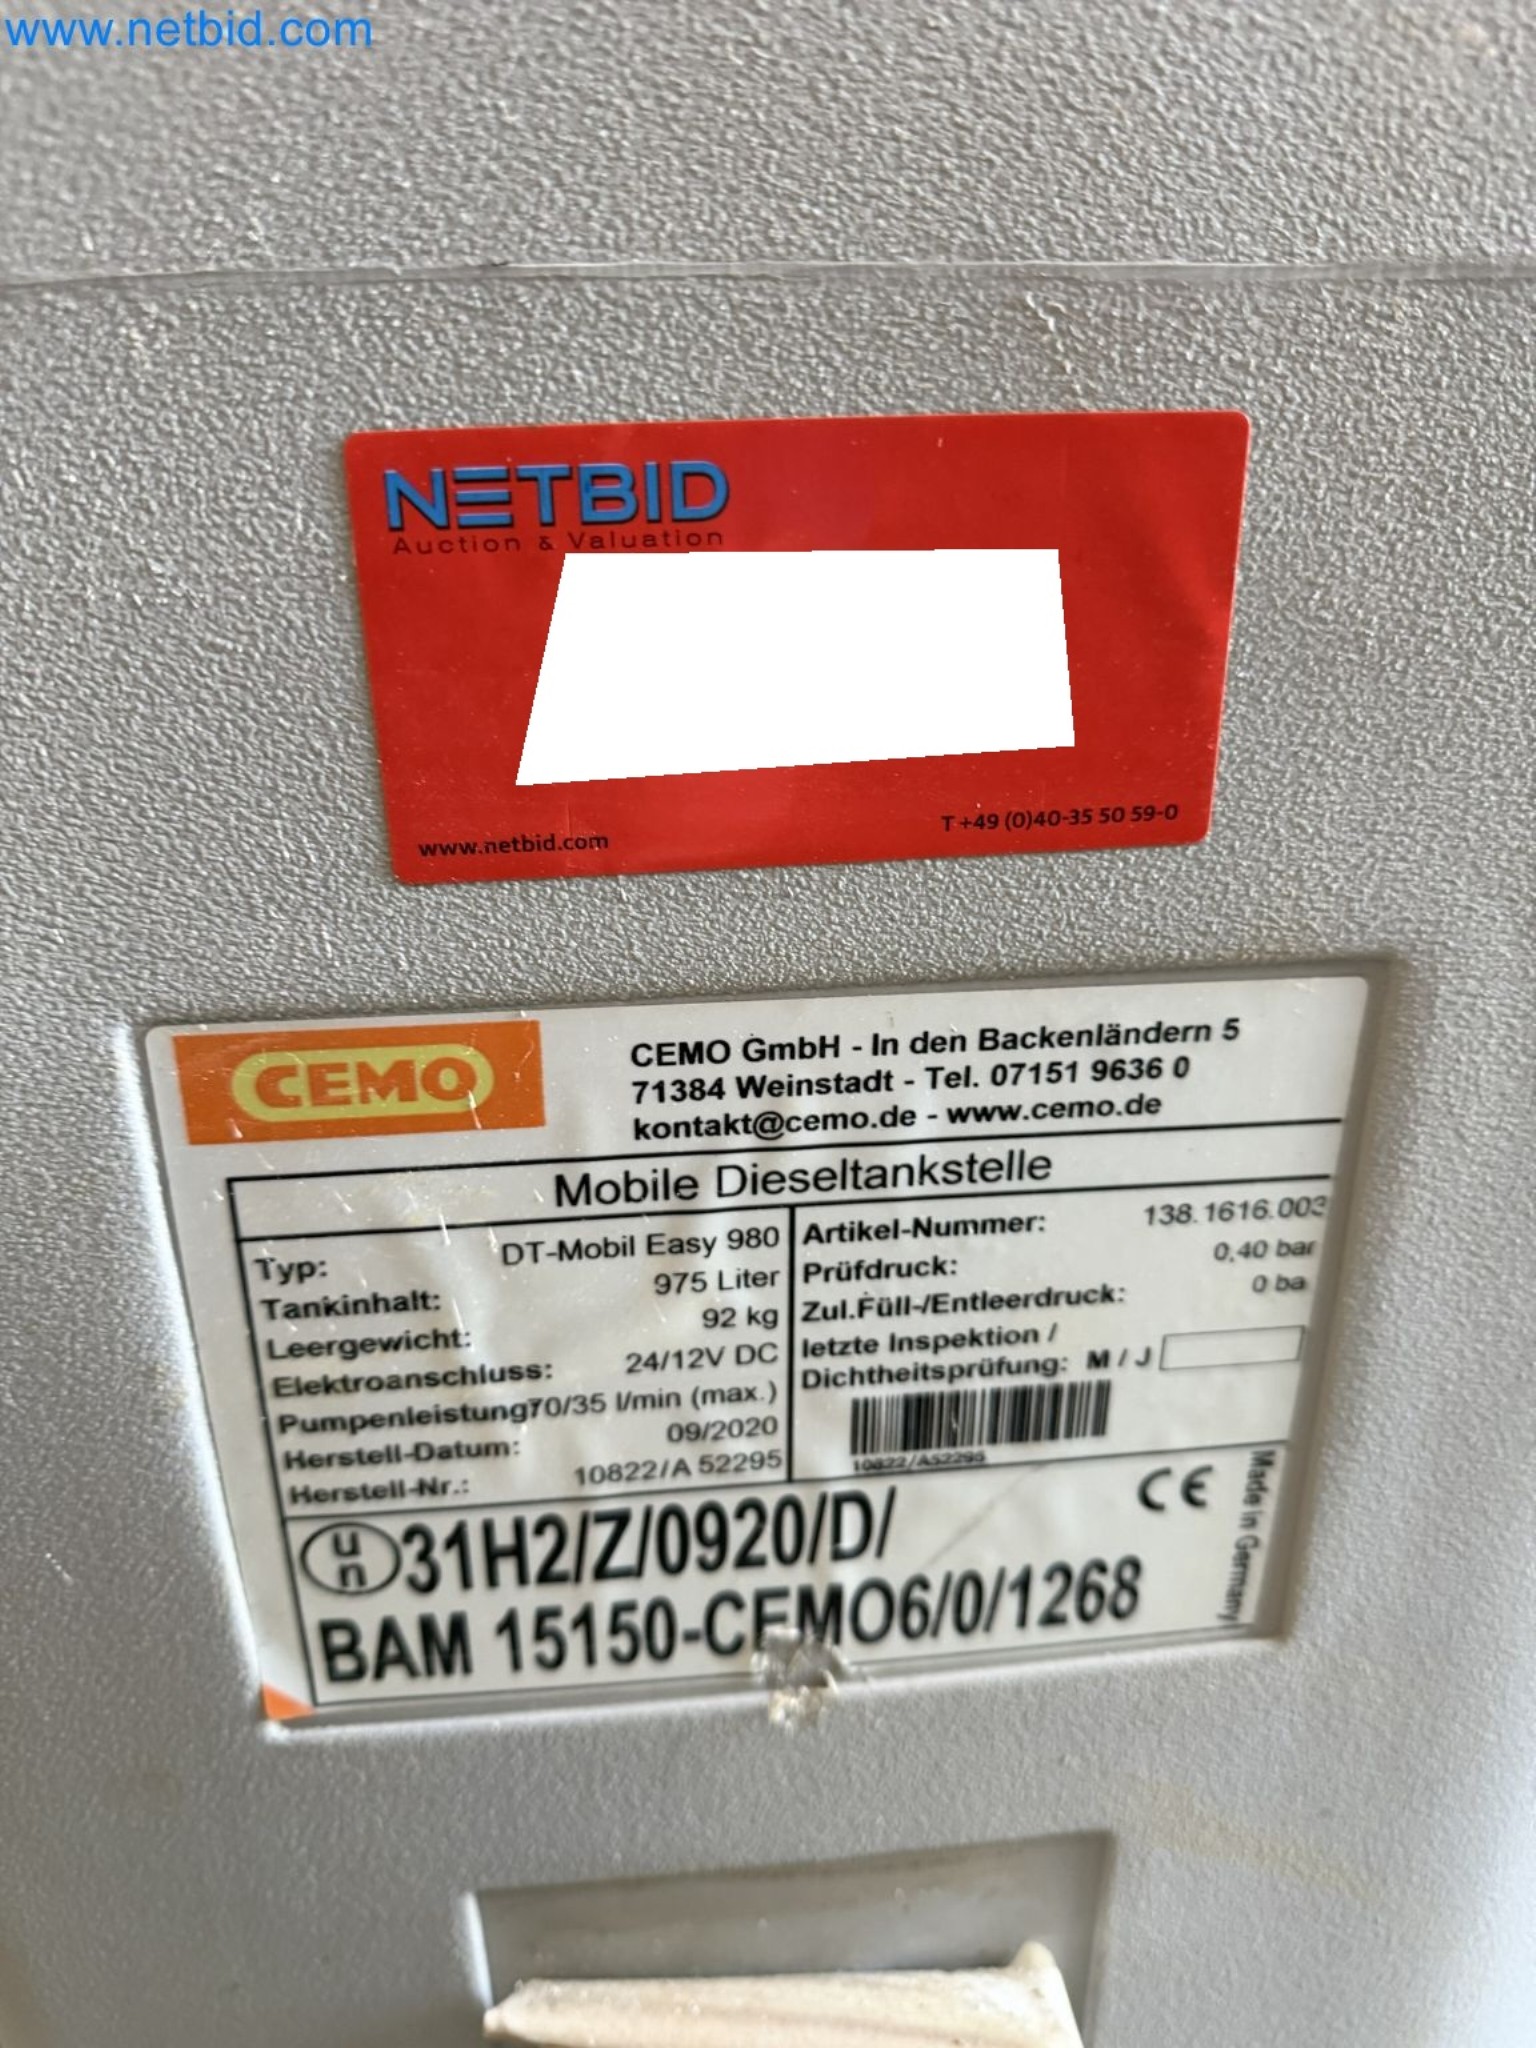 www.netbid.com
NETBID
Auction & Valuation
www.netbid.com
T +49 (0)40-35 50 59-0
CEMO
CEMO GmbH - In den Backenländern 5
71384 Weinstadt - Tel. 07151 9636 0
kontakt@cemo.de - www.cemo.de
Mobile Dieseltankstelle
Typ: DT-Mobil Easy 980
Tankinhalt: 975 Liter
Leergewicht: 92 kg
Elektroanschluss: 24/12V DC
Pumpenleistung 70/35 l/min (max.)
Herstell-Datum: 09/2020
Herstell-Nr.: 10822/A 52295
Artikel-Nummer: 138.1616.003
Prüfdruck: 0,40 bar
Zul.Füll-/Entleerdruck: 0 ba
letzte Inspektion /
Dichtheitsprüfung: M / J
10822/A52295
CE
Made in Germany
un 31H2/Z/0920/D/
BAM 15150-CEMO6/0/1268